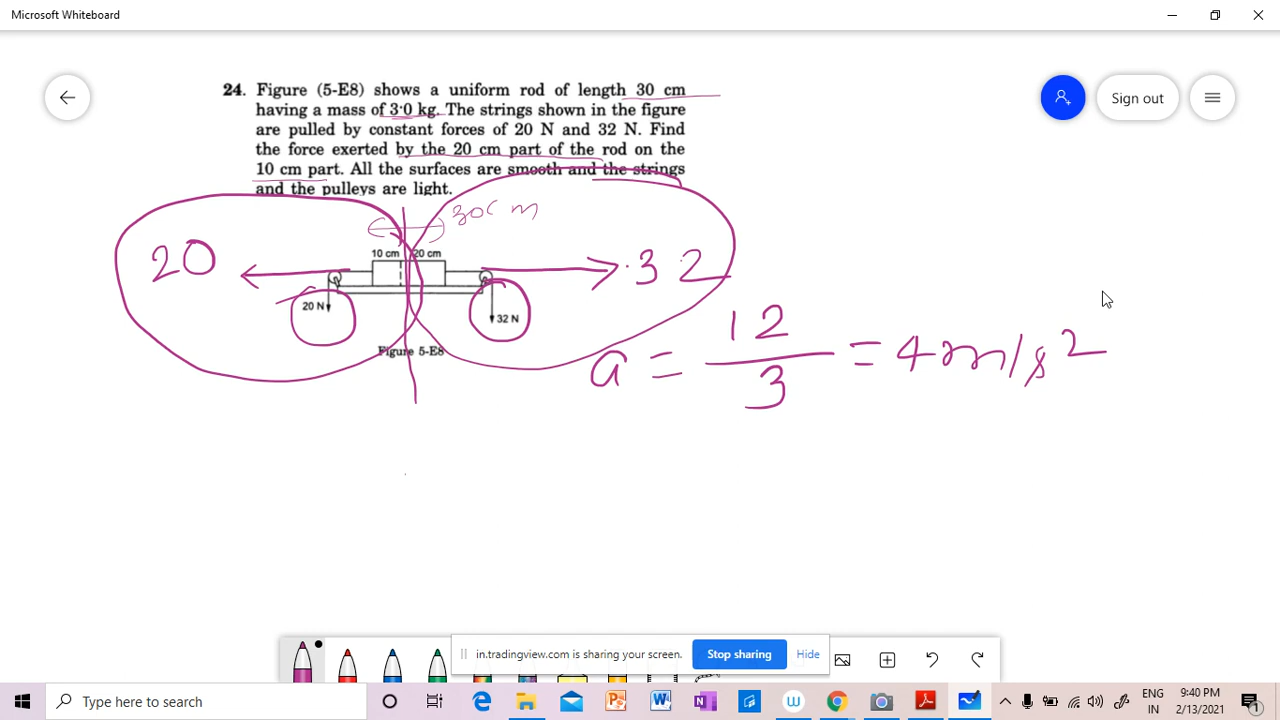 Microsoft Whiteboard
24. Figure (5-E8) shows a uniform rod of length 30 cm
having a mass of 3·0 kg. The strings shown in the figure
are pulled by constant forces of 20 N and 32 N. Find
the force exerted by the 20 cm part of the rod on the
10 cm part. All the surfaces are smooth and the strings
and the pulleys are light.
Sign out
30cm
20
10 cm
20 cm
32
20 N
32 N
Figure 5-E8
a = 12/3 = 4m/s²
in.tradingview.com is sharing your screen.
Stop sharing
Hide
Type here to search
ENG
IN
9:40 PM
2/13/2021